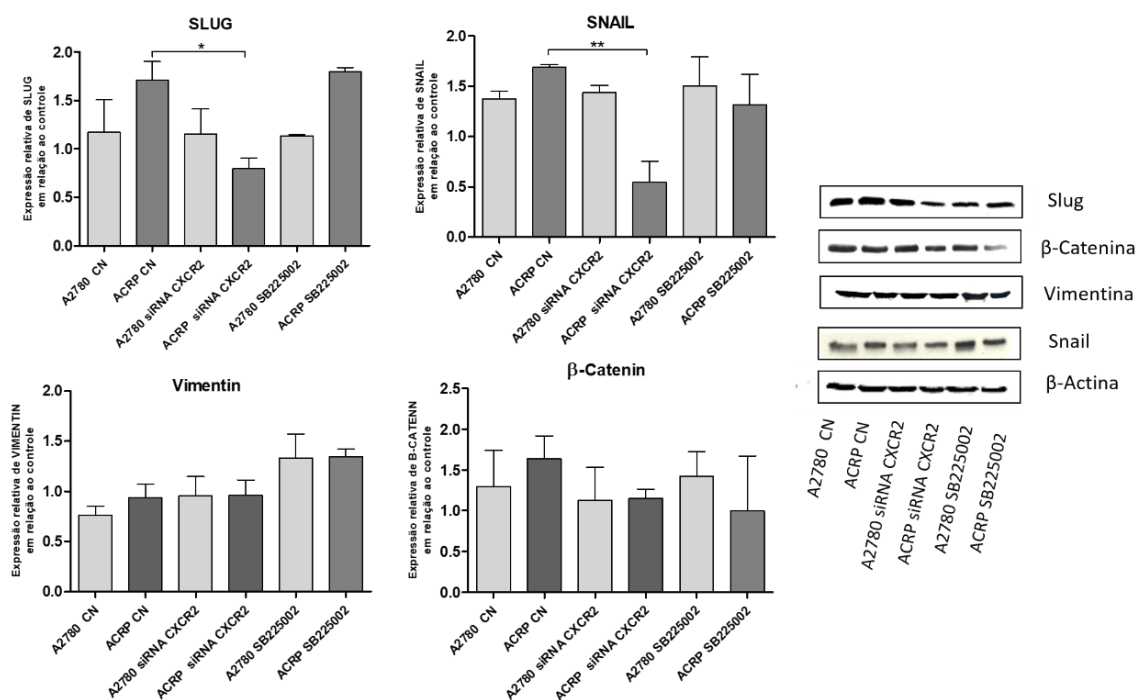 SLUG
Expressão relativa de SLUG
em relação ao controle
2.0
1.5
1.0
0.5
0.0
*
A2780 CN
ACRP CN
A2780 siRNA CXCR2
ACRP siRNA CXCR2
A2780 SB225002
ACRP SB225002
SNAIL
Expressão relativa de SNAIL
em relação ao controle
2.0
1.5
1.0
0.5
0.0
**
A2780 CN
ACRP CN
A2780 siRNA CXCR2
ACRP siRNA CXCR2
A2780 SB225002
ACRP SB225002
Vimentin
Expressão relativa de VIMENTIN
em relação ao controle
2.0
1.5
1.0
0.5
0.0
A2780 CN
ACRP CN
A2780 siRNA CXCR2
ACRP siRNA CXCR2
A2780 SB225002
ACRP SB225002
β-Catenin
Expressão relativa de B-CATENN
em relação ao controle
2.0
1.5
1.0
0.5
0.0
A2780 CN
ACRP CN
A2780 siRNA CXCR2
ACRP siRNA CXCR2
A2780 SB225002
ACRP SB225002
Slug
β-Catenina
Vimentina
Snail
β-Actina
A2780 CN
ACRP CN
A2780 siRNA CXCR2
ACRP siRNA CXCR2
A2780 SB225002
ACRP SB225002